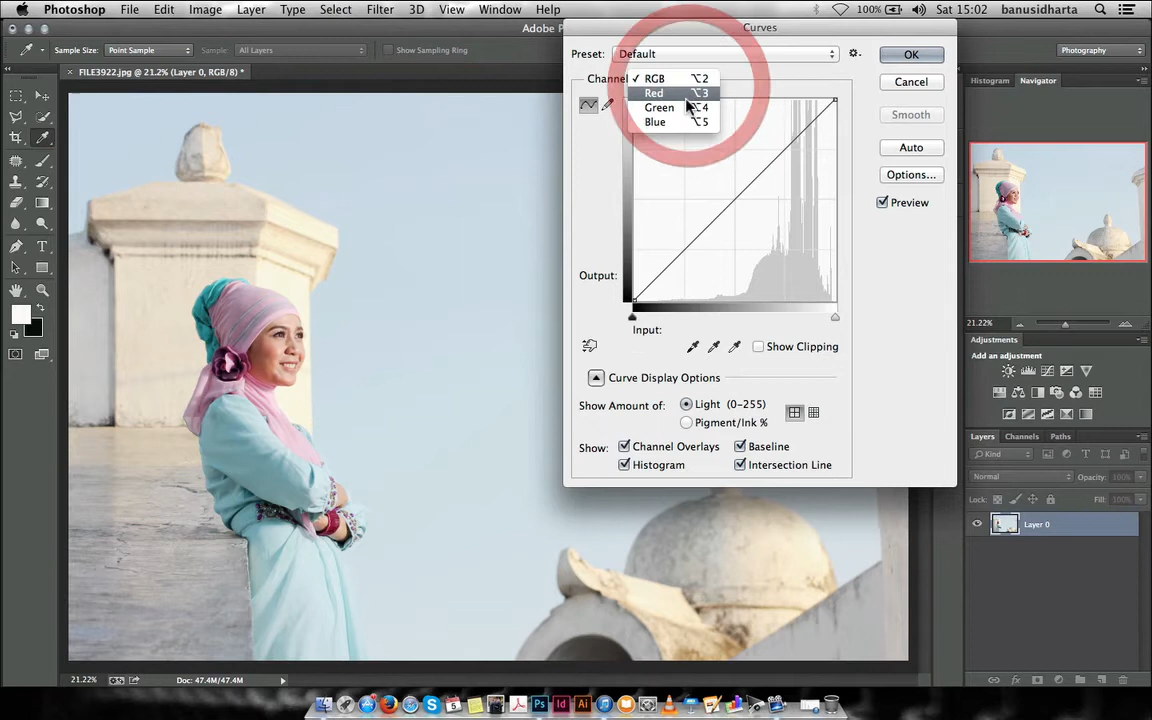 Photoshop File Edit Image Layer Type Select Filter 3D View Window Help 100% Sat 15:02 banusidharta
Adobe P
Sample Size: Point Sample Sample: All Layers Show Sampling Ring Photography
FILE3922.jpg @ 21.2% (Layer 0, RGB/8) *
Curves
Preset: Default OK
Channel RGB ⌥2 Cancel
Red ⌥3
Green ⌥4 Smooth
Blue ⌥5
Auto
Options...
Preview
Output:
Input:
Show Clipping
Curve Display Options
Show Amount of: Light (0-255)
Pigment/Ink %
Show: Channel Overlays Baseline
Histogram Intersection Line
Histogram Navigator
21.22%
Adjustments
Add an adjustment
Layers Channels Paths
Kind
Normal Opacity: 100%
Lock: Fill: 100%
Layer 0
21.22% Doc: 47.4M/47.4M